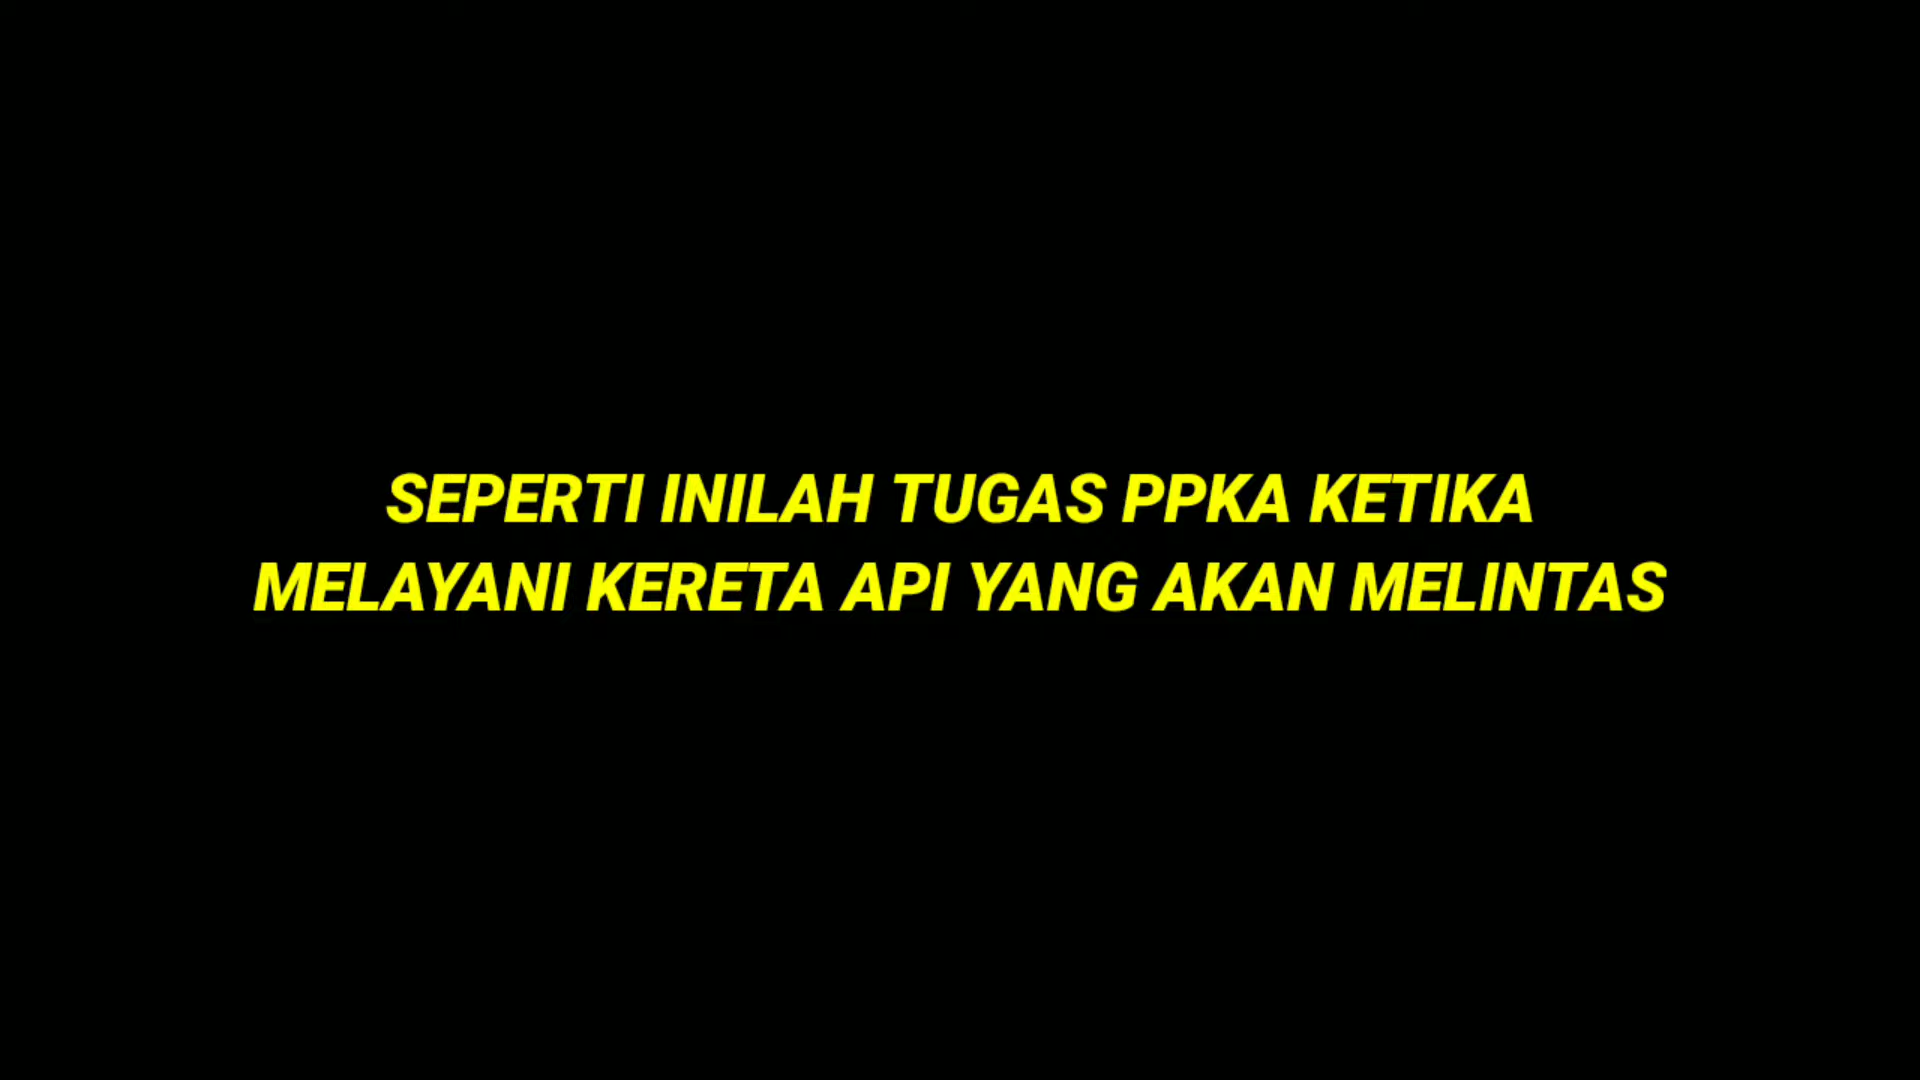 SEPERTI INILAH TUGAS PPKA KETIKA
MELAYANI KERETA API YANG AKAN MELINTAS